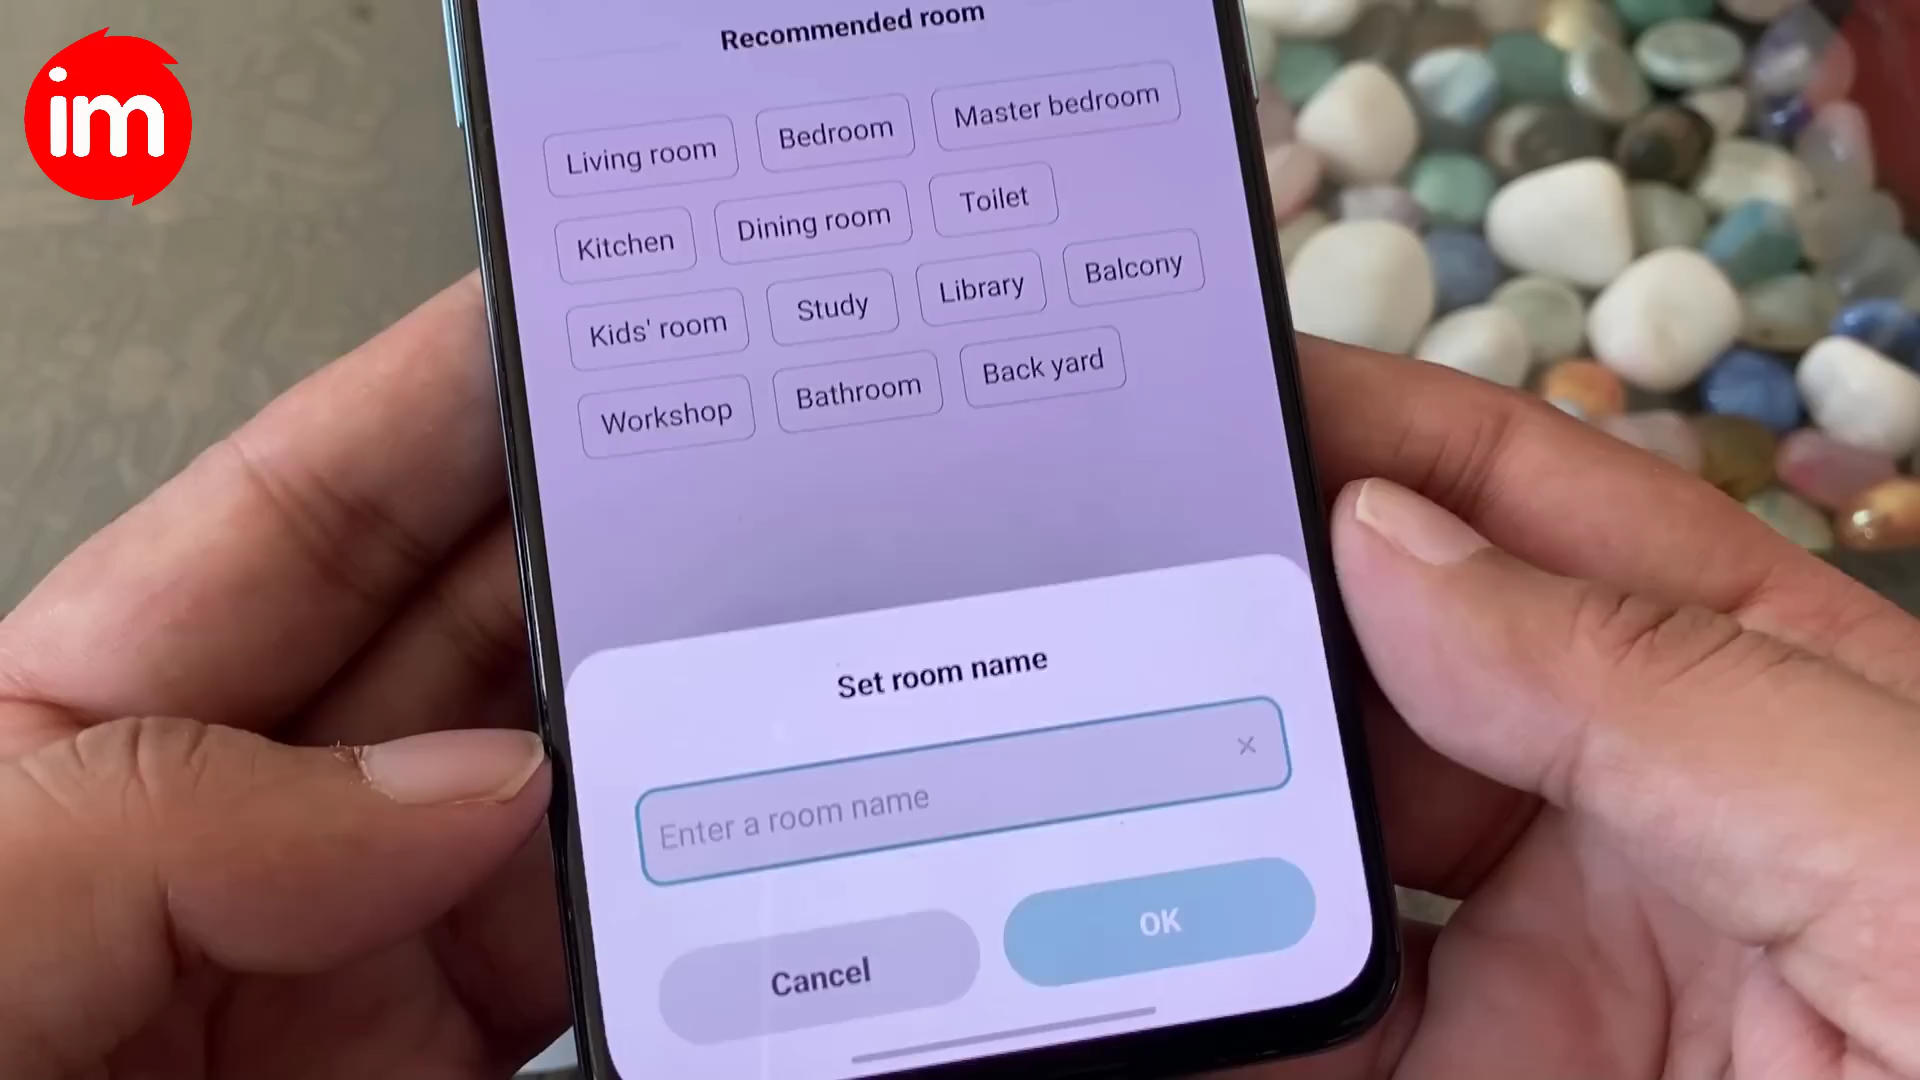 im
Recommended room
Living room Bedroom Master bedroom
Kitchen Dining room Toilet
Kids' room Study Library Balcony
Workshop Bathroom Back yard
Set room name
Enter a room name ×
Cancel OK